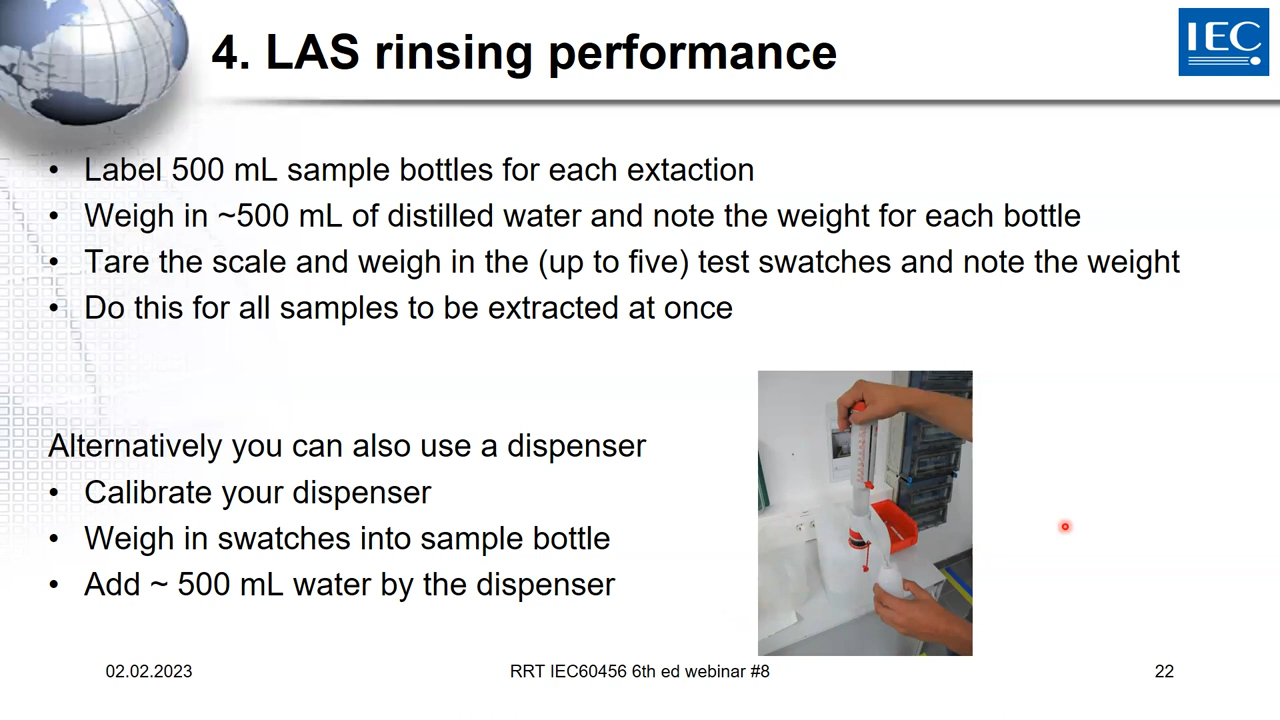 4. LAS rinsing performance
IEC
• Label 500 mL sample bottles for each extaction
• Weigh in ~500 mL of distilled water and note the weight for each bottle
• Tare the scale and weigh in the (up to five) test swatches and note the weight
• Do this for all samples to be extracted at once
Alternatively you can also use a dispenser
• Calibrate your dispenser
• Weigh in swatches into sample bottle
• Add ~ 500 mL water by the dispenser
02.02.2023
RRT IEC60456 6th ed webinar #8
22